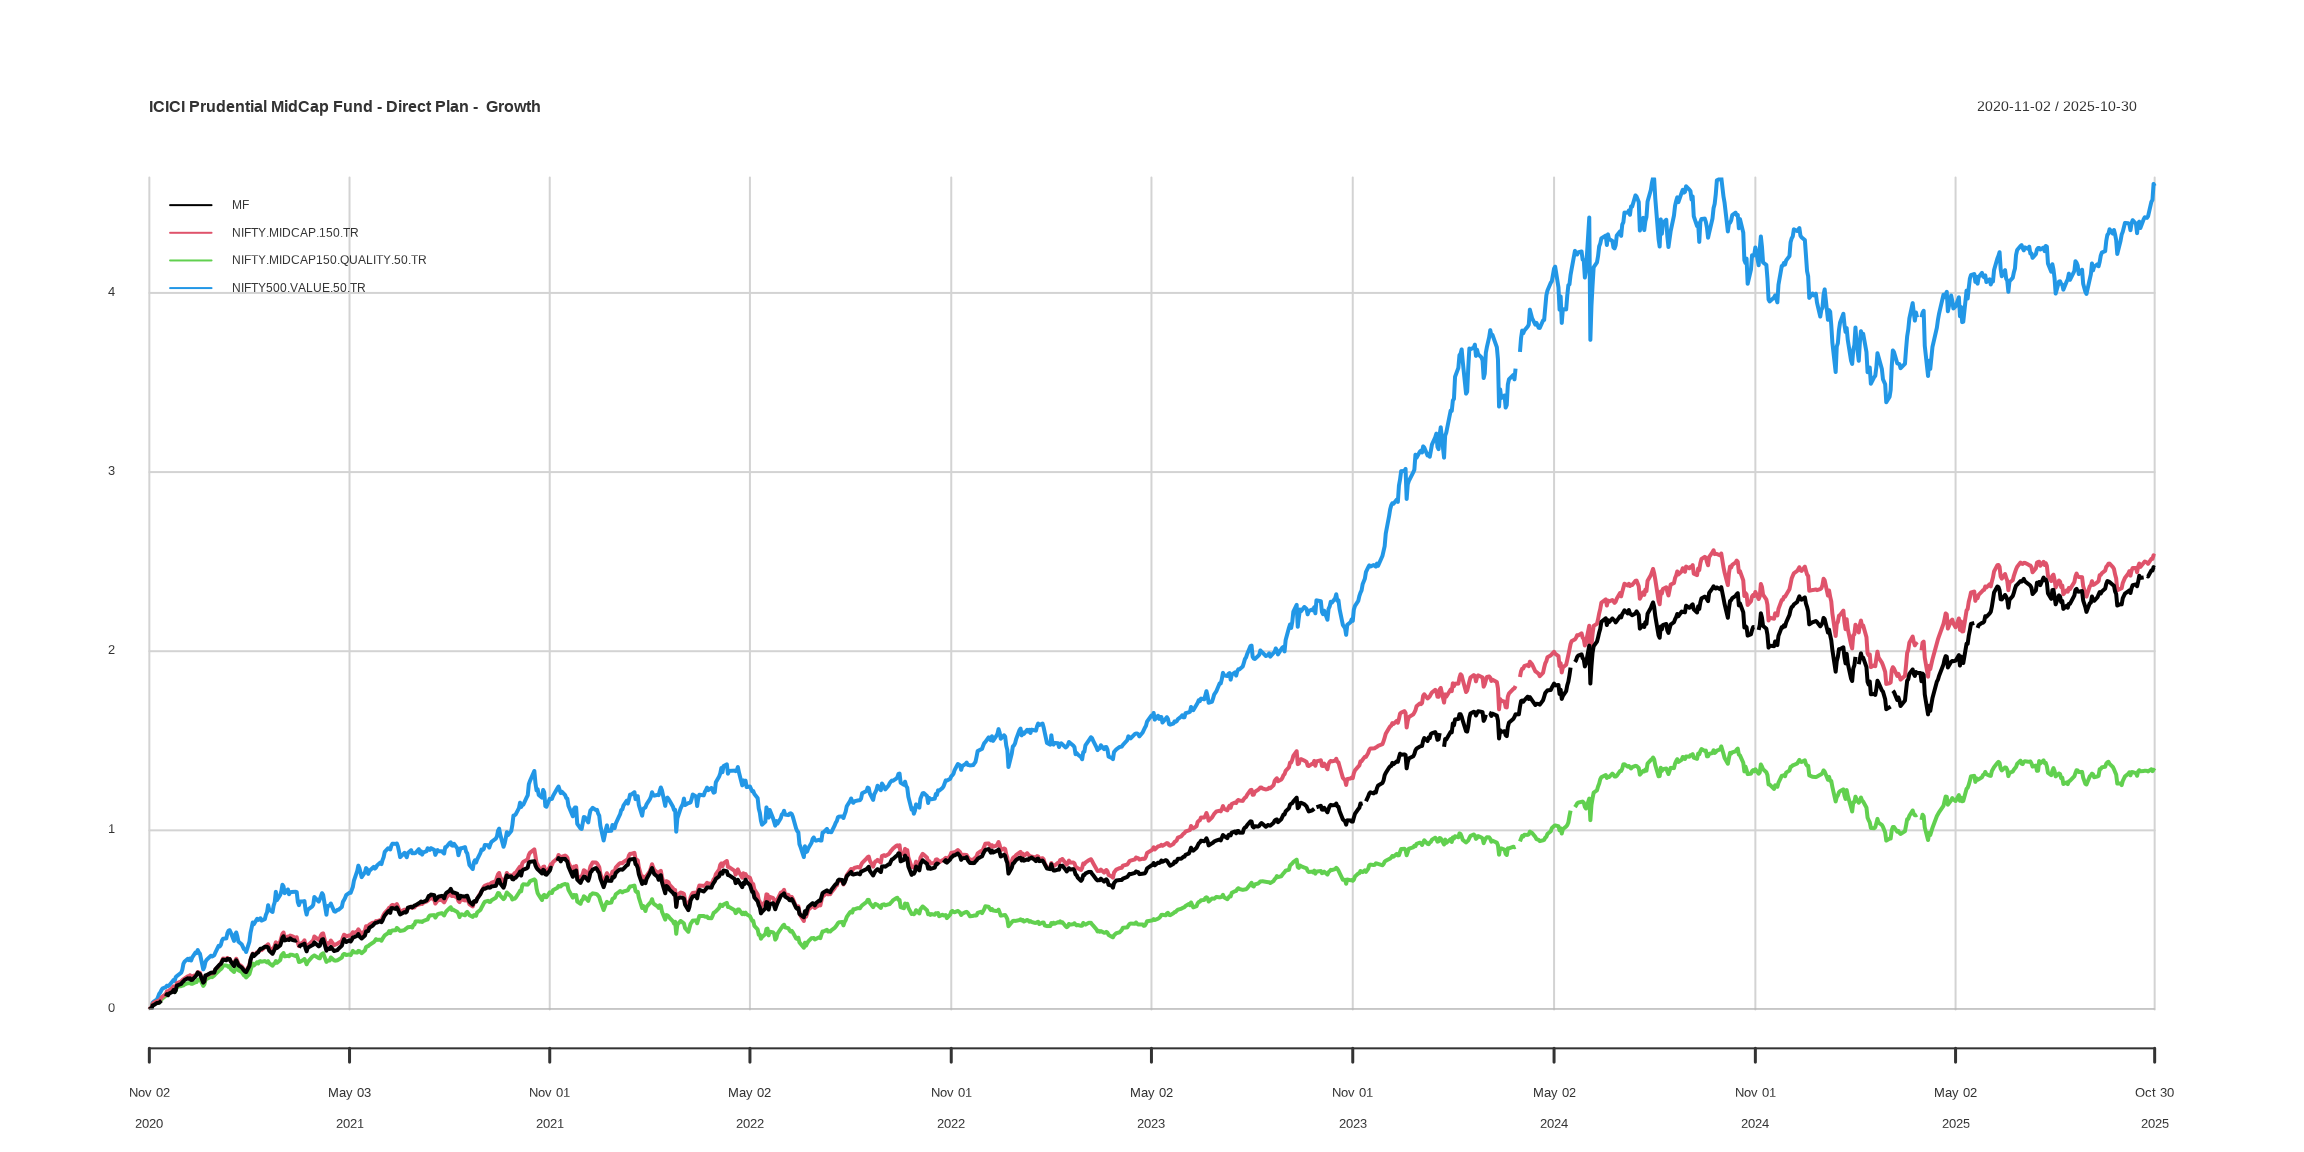 ICICI Prudential MidCap Fund - Direct Plan -  Growth
2020-11-02 / 2025-10-30
MF
NIFTY.MIDCAP.150.TR
NIFTY.MIDCAP150.QUALITY.50.TR
NIFTY500.VALUE.50.TR
4
3
2
1
0
Nov 02 May 03 Nov 01 May 02 Nov 01 May 02 Nov 01 May 02 Nov 01 May 02 Oct 30
2020 2021 2021 2022 2022 2023 2023 2024 2024 2025 2025